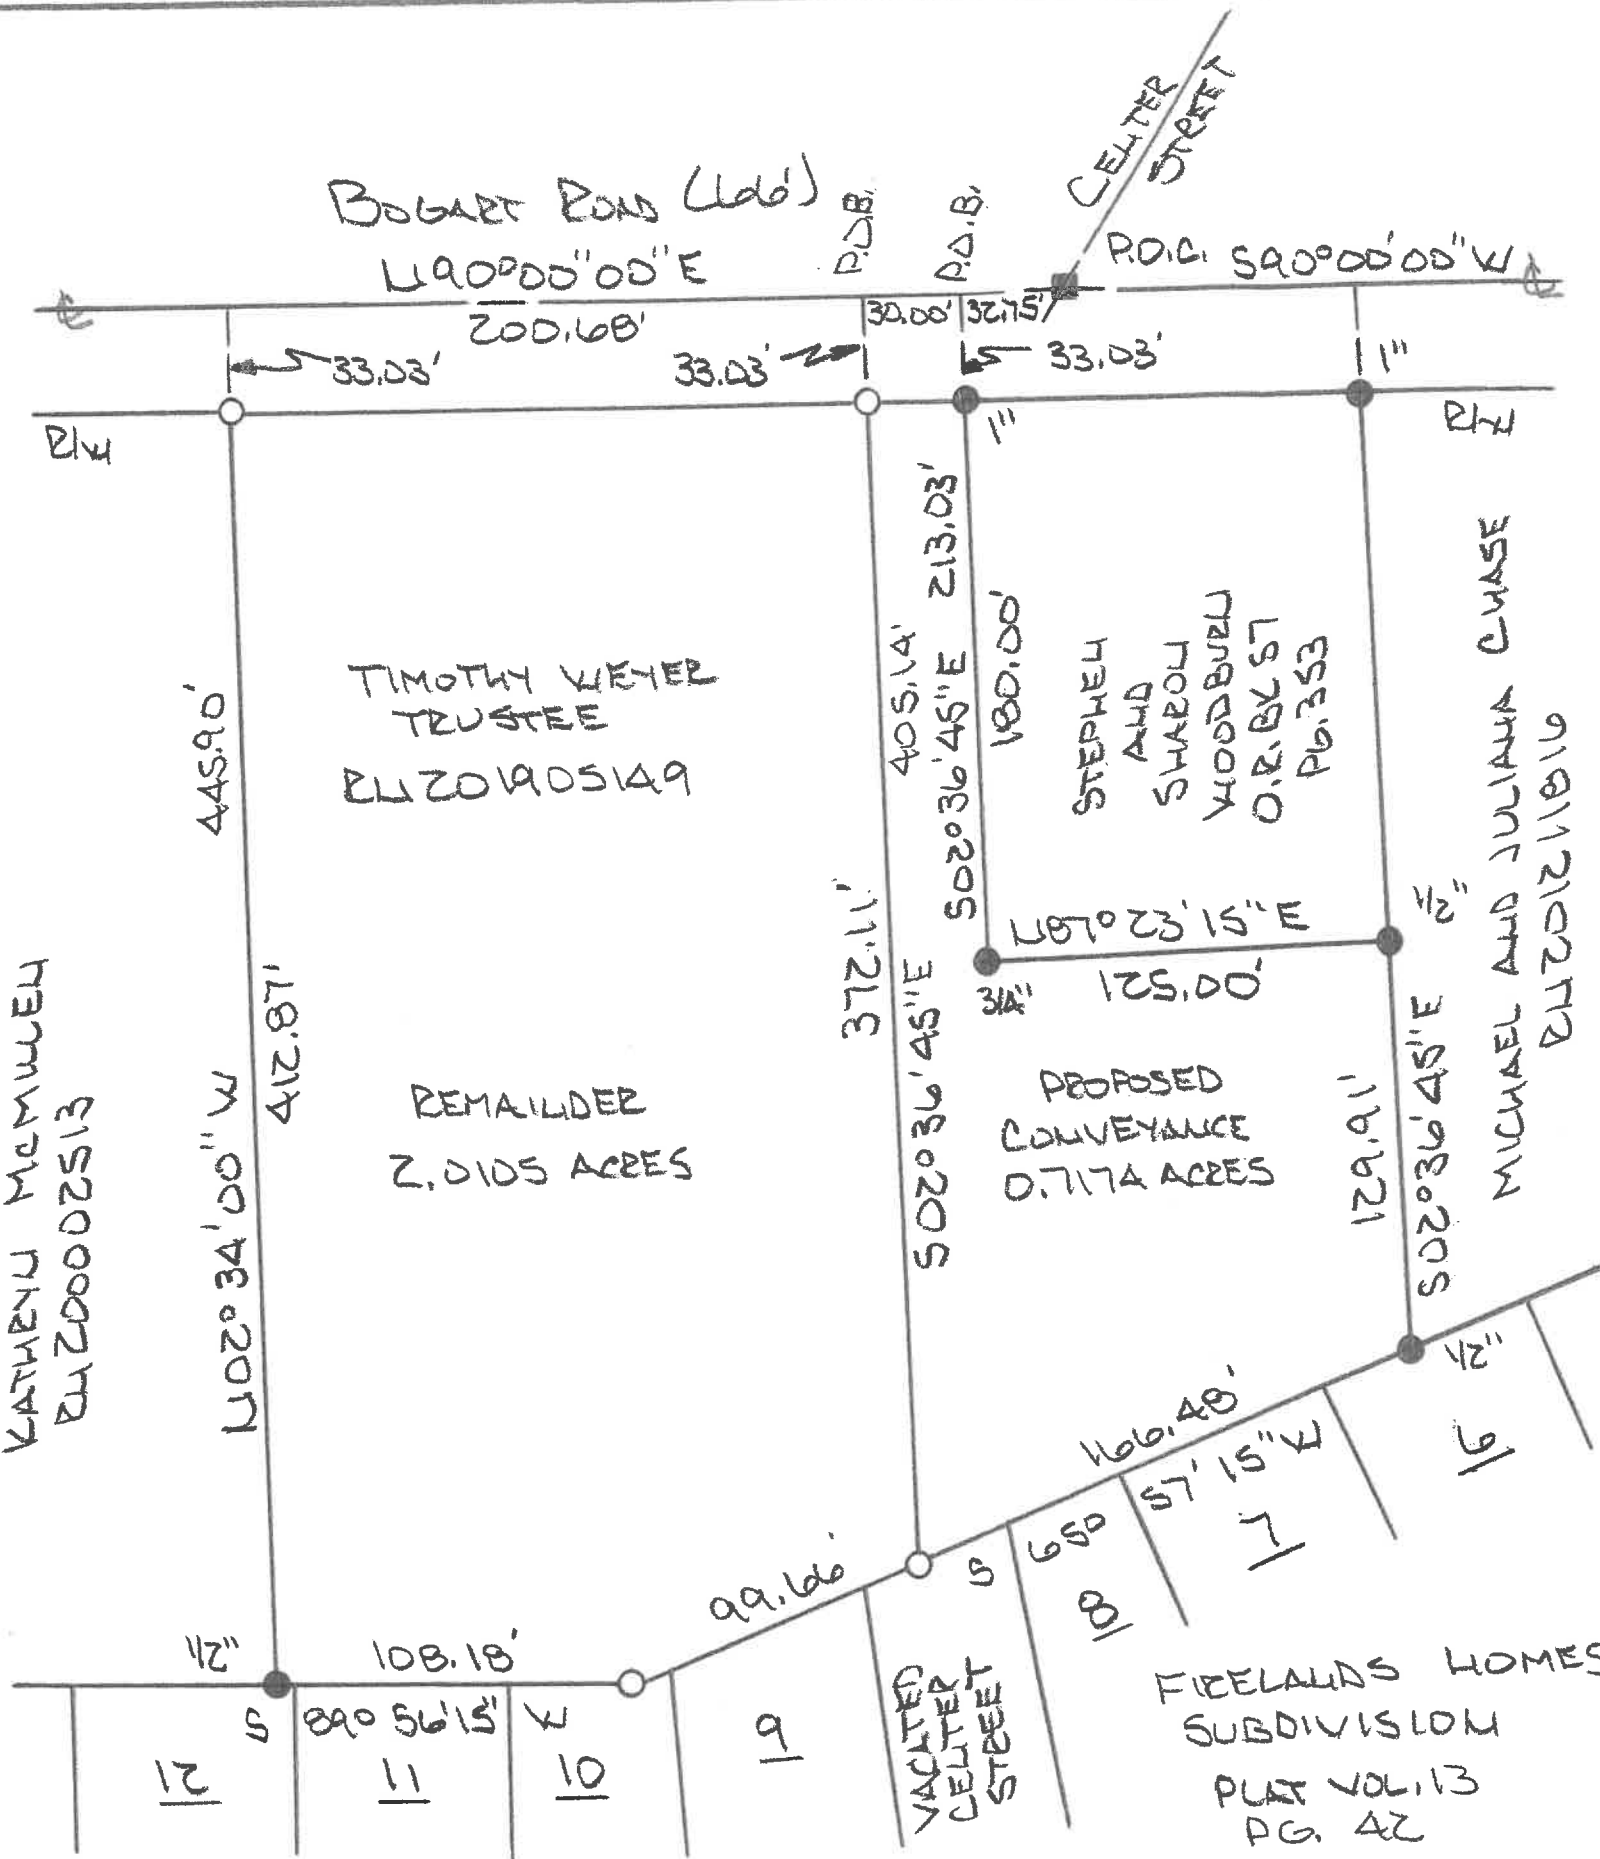 CENTER
STREET
BOGART ROAD (66')
N90°00"00"E
P.O.B.
P.O.B.
P.O.C. S90°00'00"W
℄
℄
200.68'
30.00'
32.75'
33.03'
33.03'
33.03'
1"
R/W
1"
R/W
445.90'
412.87'
N02°34'00"W
TIMOTHY WEYER
TRUSTEE
RN201905149
REMAINDER
2.0105 ACRES
405.14'
372.11'
S02°36'45"E
213.03'
S02°36'45"E
180.00'
STEPHEN
AND
SHARON
WOODBURN
O.R. BK 57
PG. 353
N87°23'15"E
125.00'
3/4"
1/2"
PROPOSED
CONVEYANCE
0.7174 ACRES
129.91'
S02°36'45"E
MICHAEL AND JULIANA CHASE
RN201211816
KATHRYN McMILLEN
RN200002513
166.48'
S 65° 57' 15" W
1/2"
99.66'
1/2"
108.18'
S 89° 56' 15" W
12
11
10
9
VACATED
CENTER
STREET
8
7
6
FIRELANDS HOMES
SUBDIVISION
PLAT VOL. 13
PG. 42